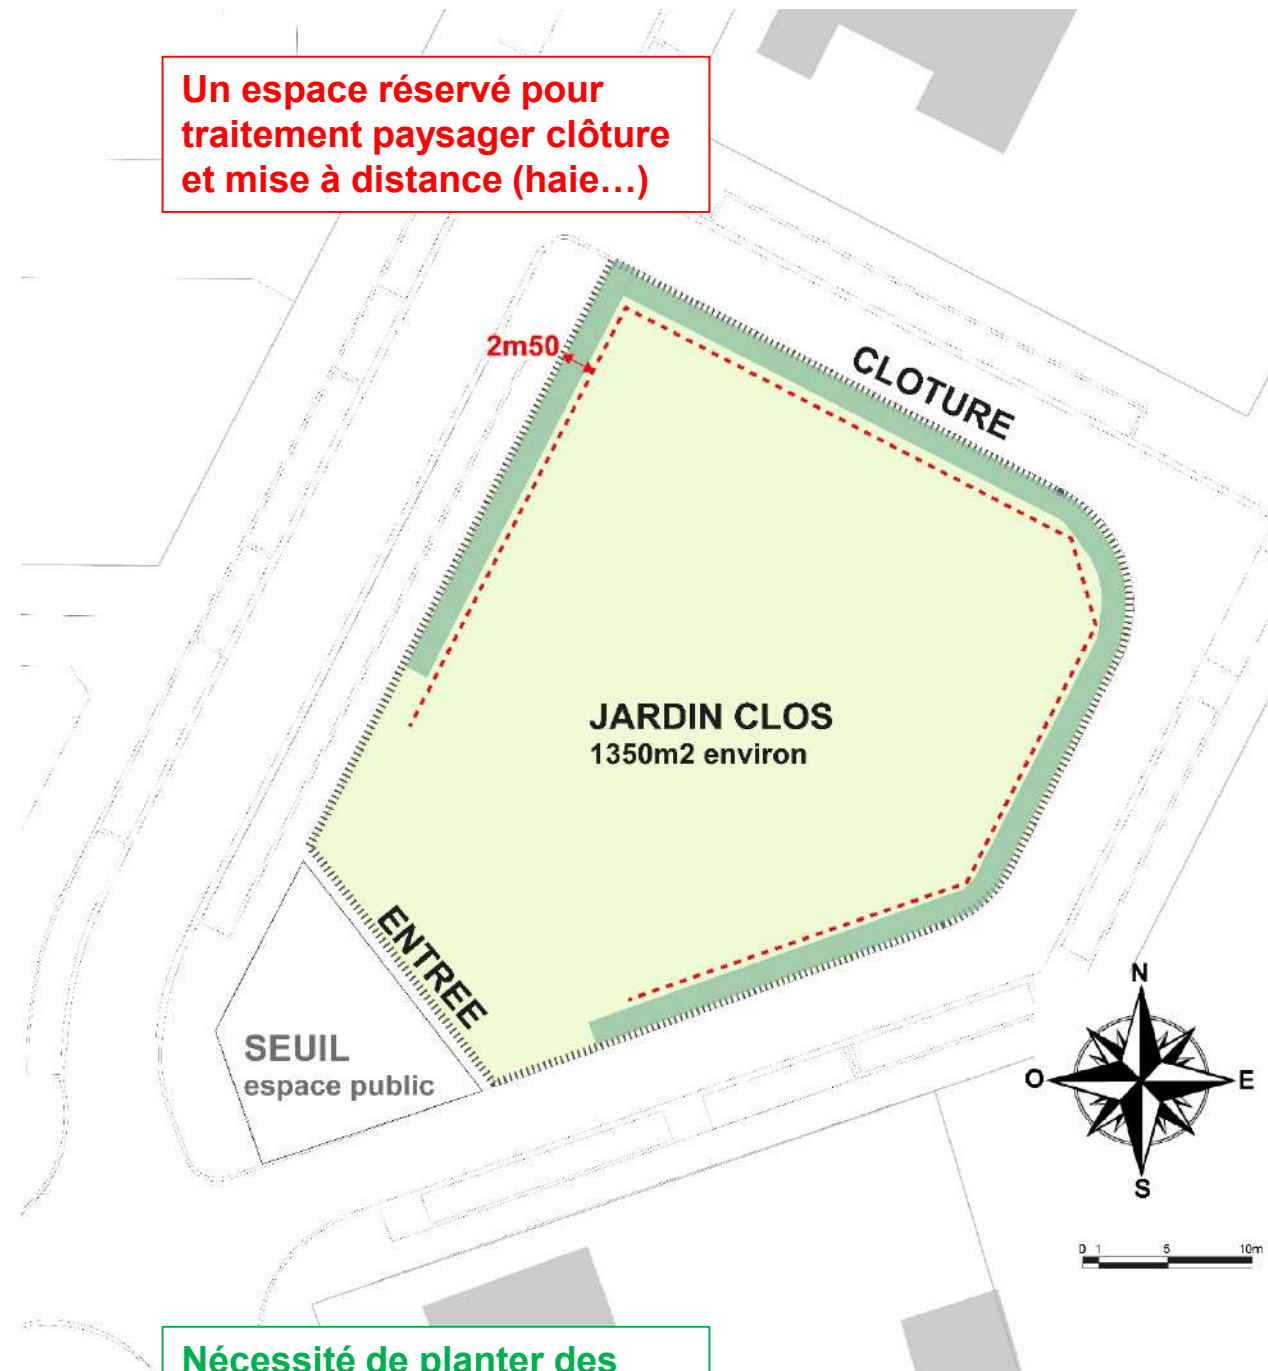 Un espace réservé pour
traitement paysager clôture
et mise à distance (haie…)
2m50
CLOTURE
JARDIN CLOS
1350m2 environ
ENTREE
SEUIL
espace public
N
O
E
S
0 1 5 10m
Nécessité de planter des